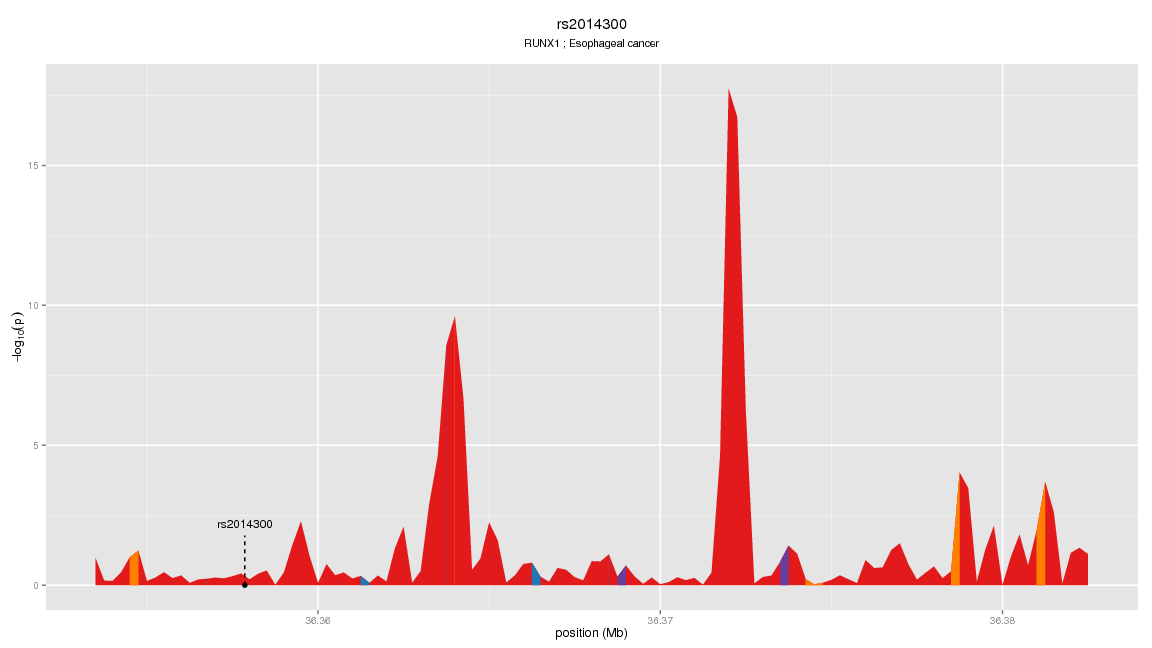 rs2014300
RUNX1 ; Esophageal cancer
15
10
5
0
−log10(p)
rs2014300
36.36
36.37
36.38
position (Mb)